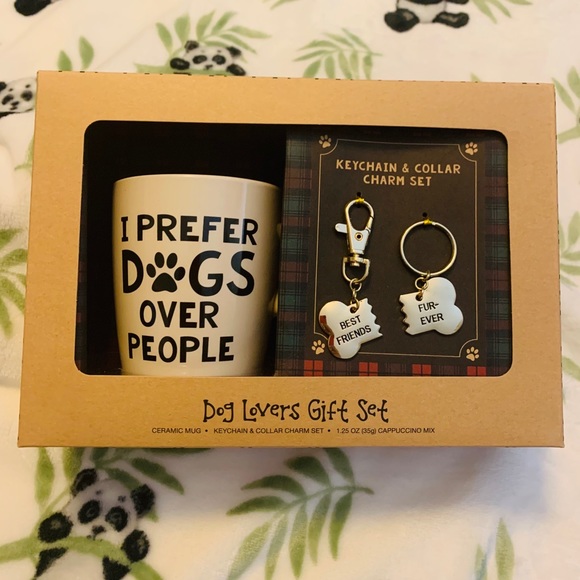 I PREFER
DOGS
OVER
PEOPLE
KEYCHAIN & COLLAR
CHARM SET
BEST
FRIENDS
FUR-
EVER
Dog Lovers Gift Set
CERAMIC MUG • KEYCHAIN & COLLAR CHARM SET • 1.25 OZ (35g) CAPPUCCINO MIX